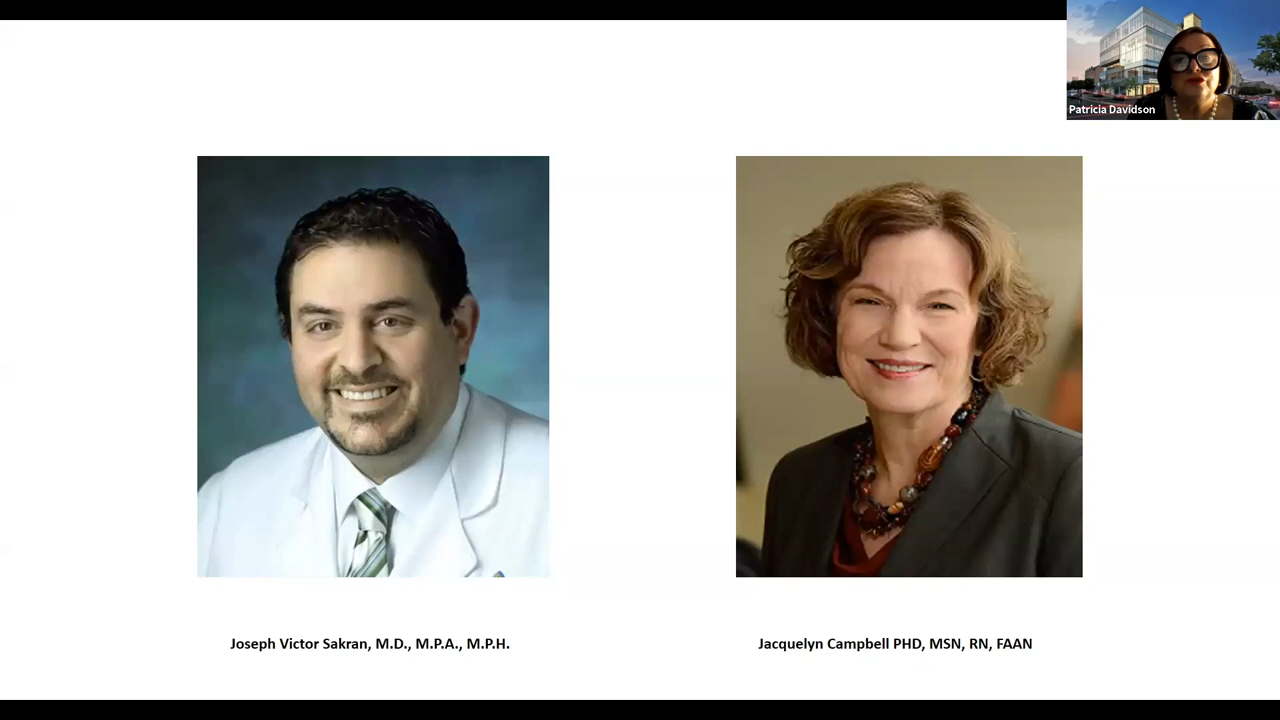 Patricia Davidson
Joseph Victor Sakran, M.D., M.P.A., M.P.H.
Jacquelyn Campbell PHD, MSN, RN, FAAN